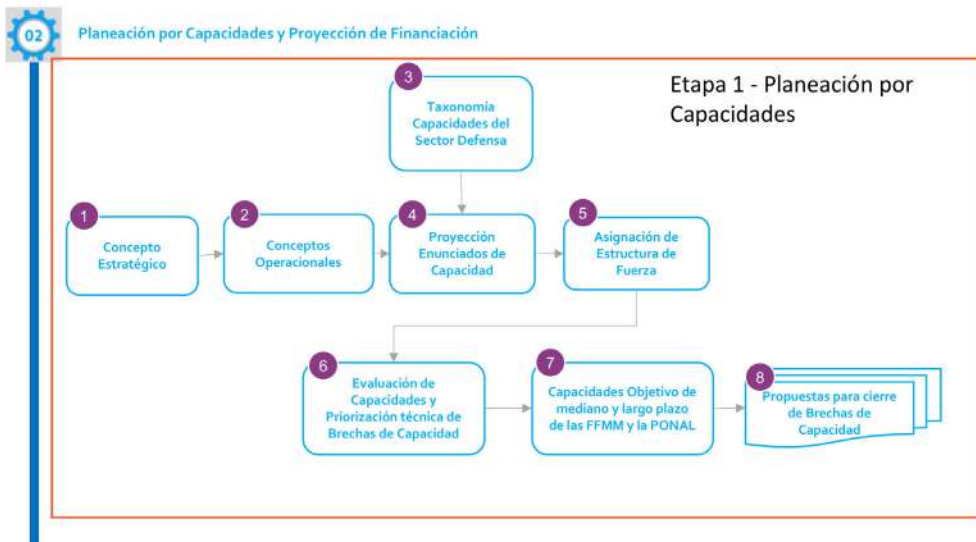 02
Planeación por Capacidades y Proyección de Financiación
Etapa 1 - Planeación por
Capacidades
3
Taxonomía
Capacidades del
Sector Defensa
1
Concepto
Estratégico
2
Conceptos
Operacionales
4
Proyección
Enunciados de
Capacidad
5
Asignación de
Estructura de
Fuerza
6
Evaluación de
Capacidades y
Priorización técnica de
Brechas de Capacidad
7
Capacidades Objetivo de
mediano y largo plazo
de las FFMM y la PONAL
8
Propuestas para cierre
de Brechas de
Capacidad